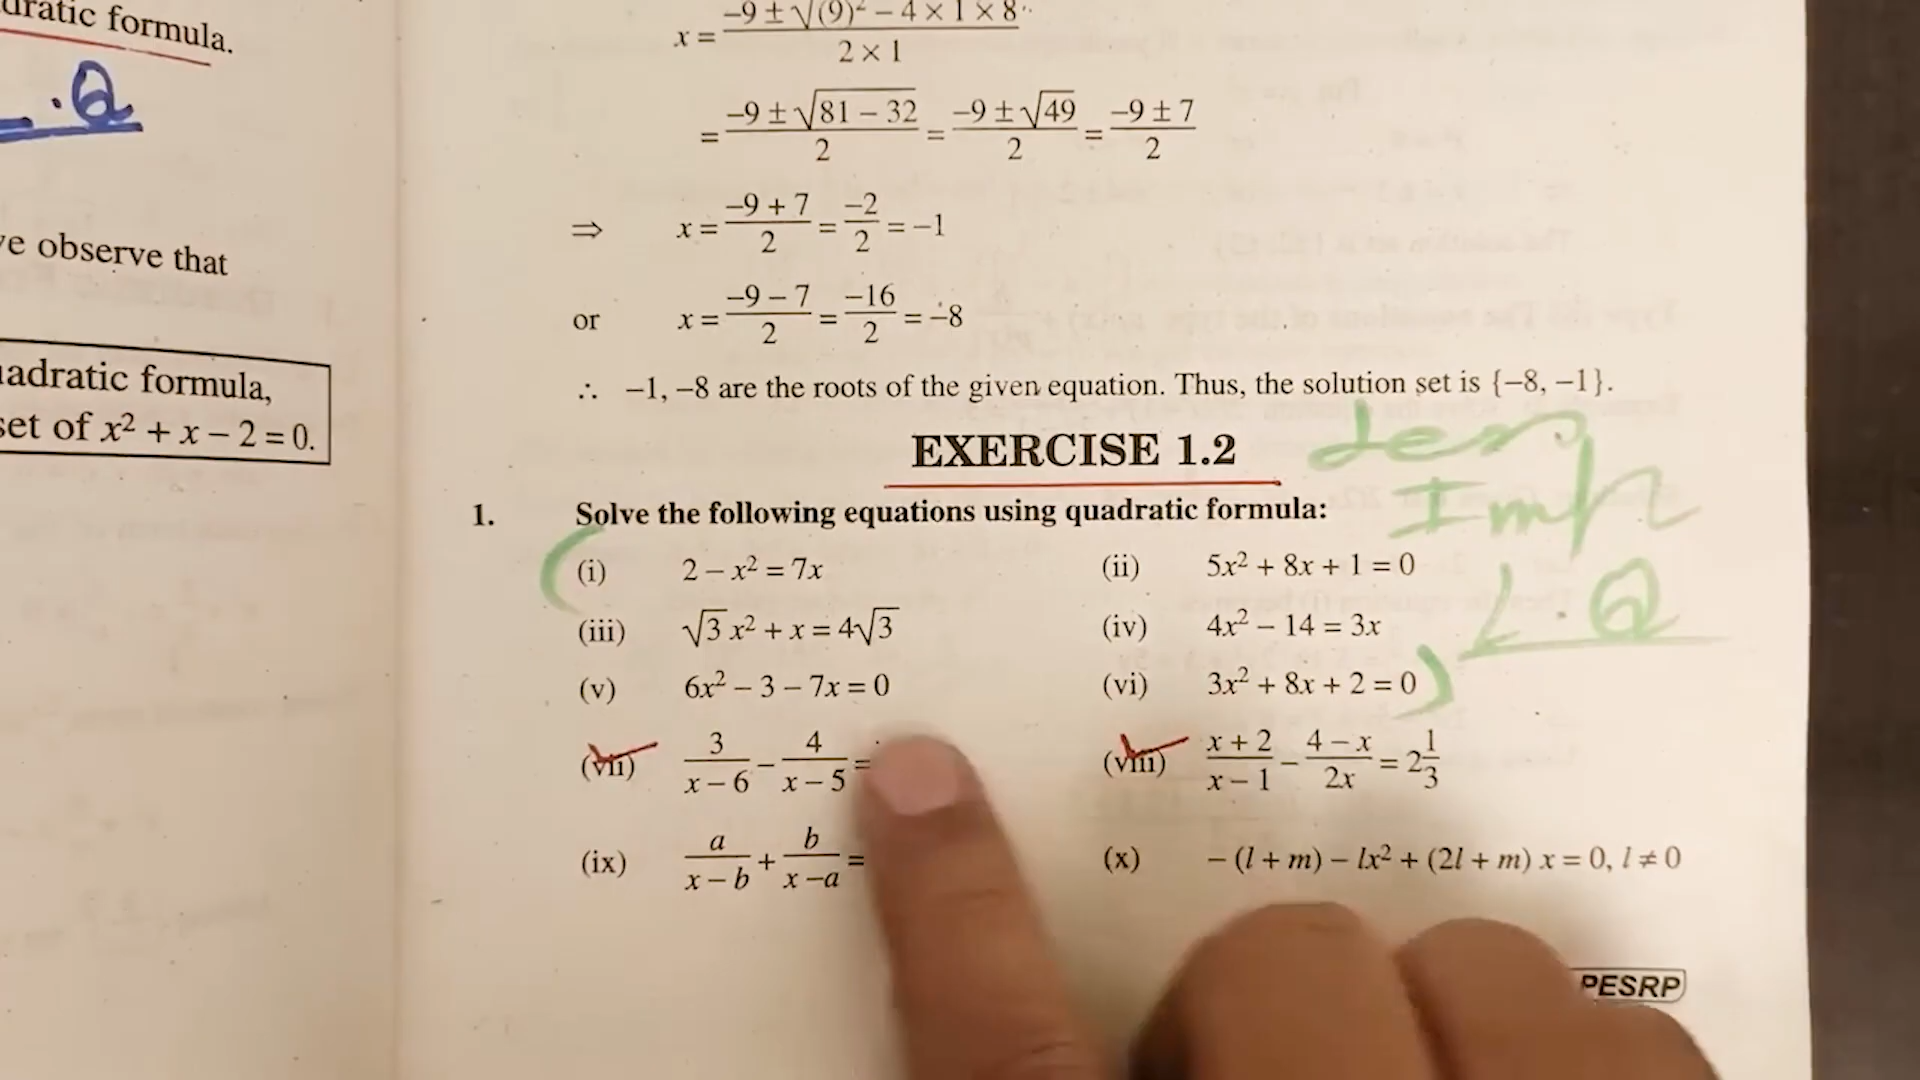 dratic formula.
.Q
ve observe that
adratic formula,
set of x² + x − 2 = 0.
x = −9 ± √(9)² − 4 × 1 × 8 / 2 × 1
= −9 ± √81 − 32 / 2 = −9 ± √49 / 2 = −9 ± 7 / 2
⇒ x = −9 + 7 / 2 = −2 / 2 = −1
or x = −9 − 7 / 2 = −16 / 2 = −8
∴ −1, −8 are the roots of the given equation. Thus, the solution set is {−8, −1}.
EXERCISE 1.2
Imp
L.Q
1. Solve the following equations using quadratic formula:
(i) 2 − x² = 7x (ii) 5x² + 8x + 1 = 0
(iii) √3 x² + x = 4√3 (iv) 4x² − 14 = 3x
(v) 6x² − 3 − 7x = 0 (vi) 3x² + 8x + 2 = 0
(vii) 3 / x − 6 − 4 / x − 5 = (viii) x + 2 / x − 1 − 4 − x / 2x = 2 1/3
(ix) a / x − b + b / x − a = (x) − (l + m) − lx² + (2l + m) x = 0, l ≠ 0
PESRP